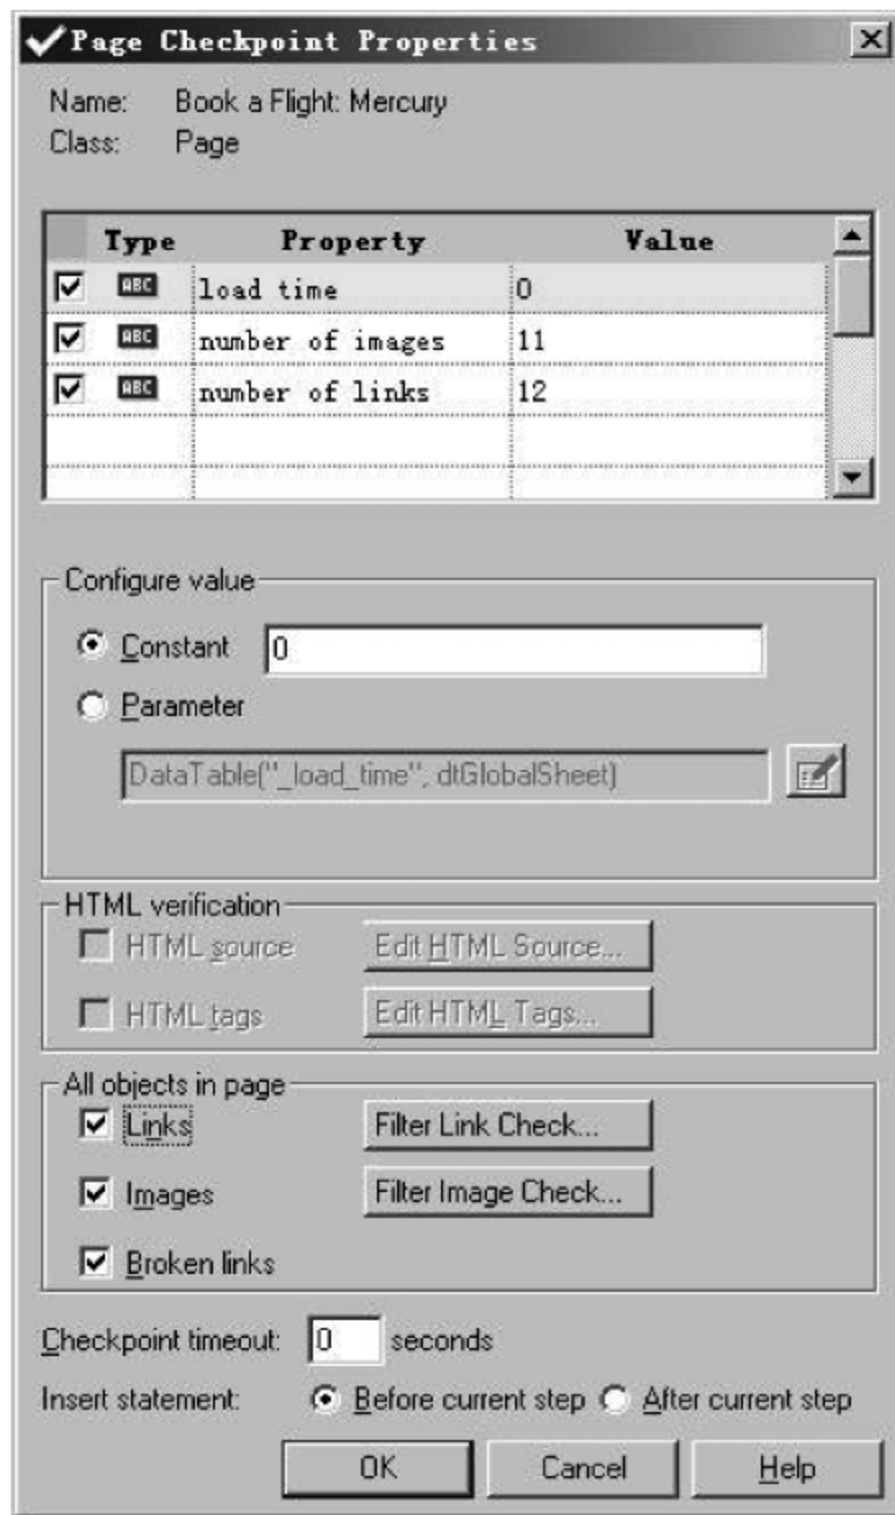 Page Checkpoint Properties
Name: Book a Flight: Mercury
Class: Page
Type Property Value
ABC load time 0
ABC number of images 11
ABC number of links 12
Configure value
Constant 0
Parameter
DataTable("_load_time", dtGlobalSheet)
HTML verification
HTML source Edit HTML Source...
HTML tags Edit HTML Tags...
All objects in page
Links Filter Link Check...
Images Filter Image Check...
Broken links
Checkpoint timeout: 0 seconds
Insert statement: Before current step After current step
OK Cancel Help